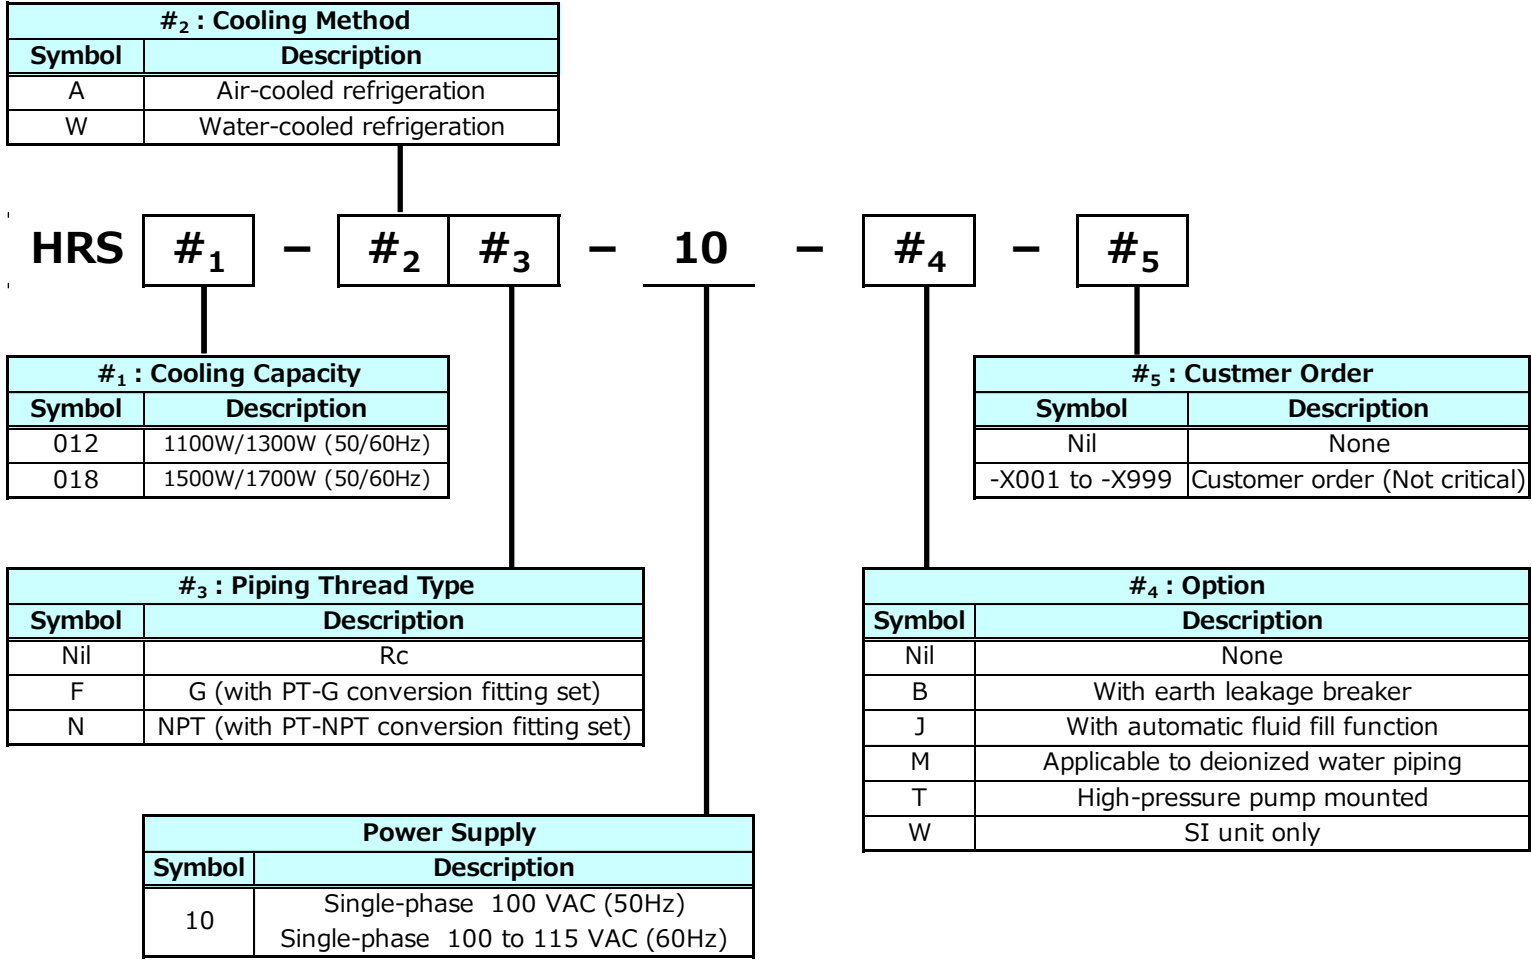 #2 : Cooling Method
Symbol Description
A Air-cooled refrigeration
W Water-cooled refrigeration
HRS #1 – #2 #3 – 10 – #4 – #5
#1 : Cooling Capacity
Symbol Description
012 1100W/1300W (50/60Hz)
018 1500W/1700W (50/60Hz)
#5 : Custmer Order
Symbol Description
Nil None
-X001 to -X999 Customer order (Not critical)
#3 : Piping Thread Type
Symbol Description
Nil Rc
F G (with PT-G conversion fitting set)
N NPT (with PT-NPT conversion fitting set)
#4 : Option
Symbol Description
Nil None
B With earth leakage breaker
J With automatic fluid fill function
M Applicable to deionized water piping
T High-pressure pump mounted
W SI unit only
Power Supply
Symbol Description
10 Single-phase 100 VAC (50Hz)
Single-phase 100 to 115 VAC (60Hz)